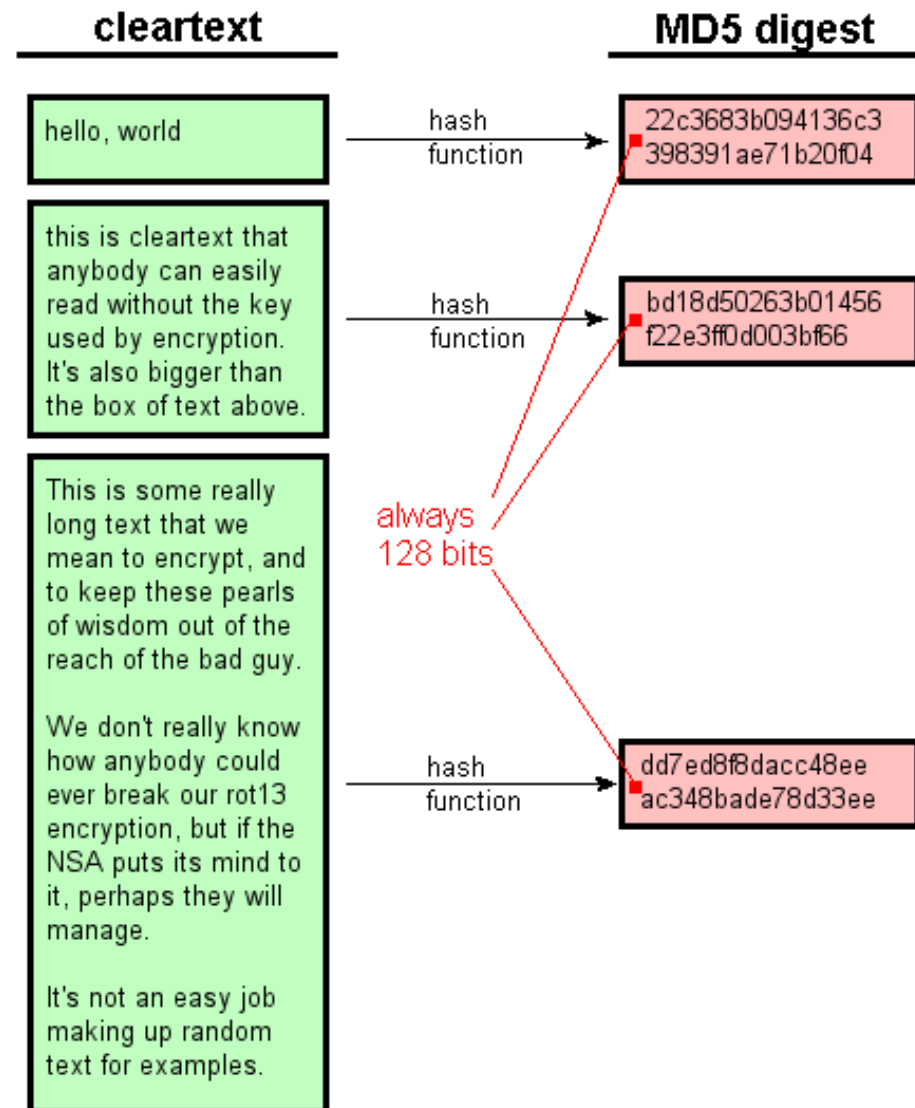 cleartext
MD5 digest
hello, world
hash
function
22c3683b094136c3
398391ae71b20f04
this is cleartext that
anybody can easily
read without the key
used by encryption.
It's also bigger than
the box of text above.
hash
function
bd18d50263b01456
f22e3ff0d003bf66
always
128 bits
This is some really
long text that we
mean to encrypt, and
to keep these pearls
of wisdom out of the
reach of the bad guy.
We don't really know
how anybody could
ever break our rot13
encryption, but if the
NSA puts its mind to
it, perhaps they will
manage.
It's not an easy job
making up random
text for examples.
hash
function
dd7ed8f8dacc48ee
ac348bade78d33ee